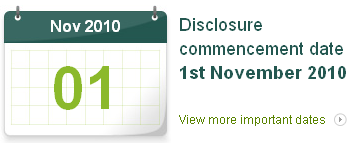 Nov 2010
01
Disclosure
commencement date
1st November 2010
View more important dates